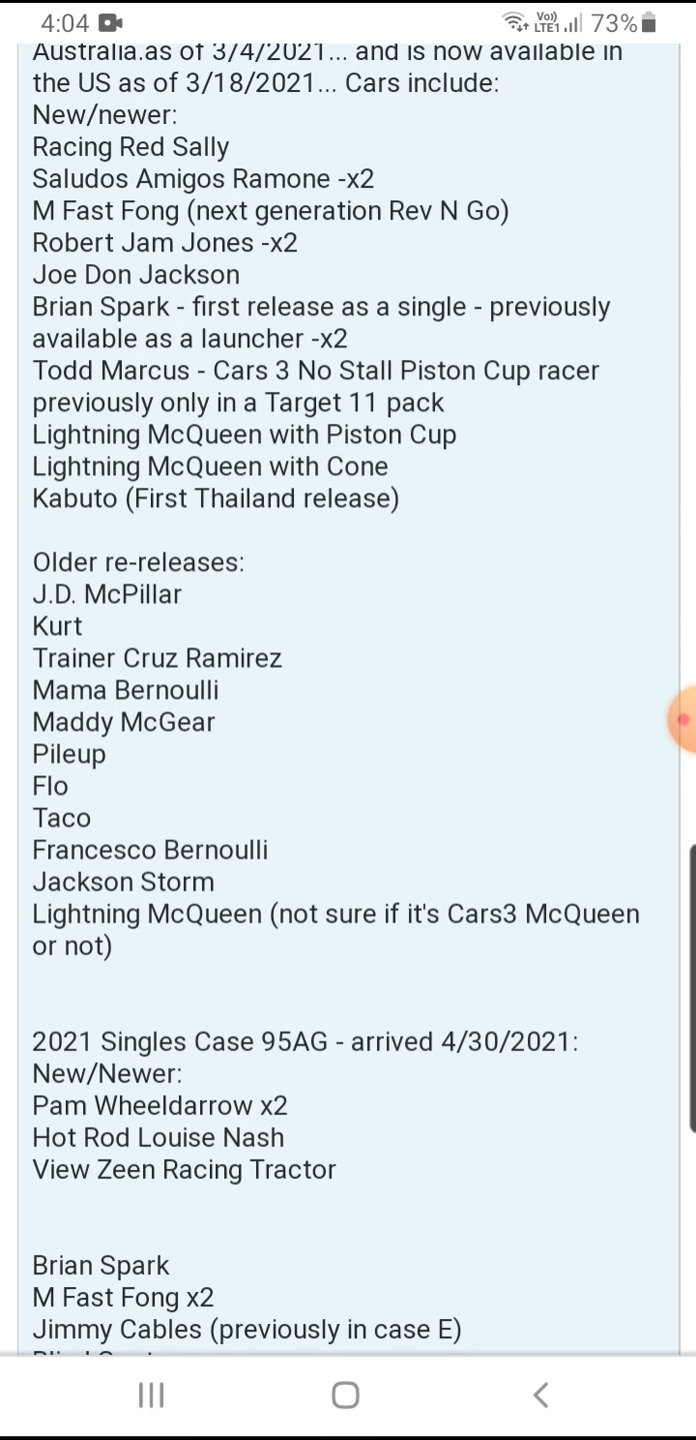 4:04
Vo)) LTE1 73%
Australia.as of 3/4/2021... and is now available in
the US as of 3/18/2021... Cars include:
New/newer:
Racing Red Sally
Saludos Amigos Ramone -x2
M Fast Fong (next generation Rev N Go)
Robert Jam Jones -x2
Joe Don Jackson
Brian Spark - first release as a single - previously
available as a launcher -x2
Todd Marcus - Cars 3 No Stall Piston Cup racer
previously only in a Target 11 pack
Lightning McQueen with Piston Cup
Lightning McQueen with Cone
Kabuto (First Thailand release)
Older re-releases:
J.D. McPillar
Kurt
Trainer Cruz Ramirez
Mama Bernoulli
Maddy McGear
Pileup
Flo
Taco
Francesco Bernoulli
Jackson Storm
Lightning McQueen (not sure if it's Cars3 McQueen
or not)
2021 Singles Case 95AG - arrived 4/30/2021:
New/Newer:
Pam Wheeldarrow x2
Hot Rod Louise Nash
View Zeen Racing Tractor
Brian Spark
M Fast Fong x2
Jimmy Cables (previously in case E)